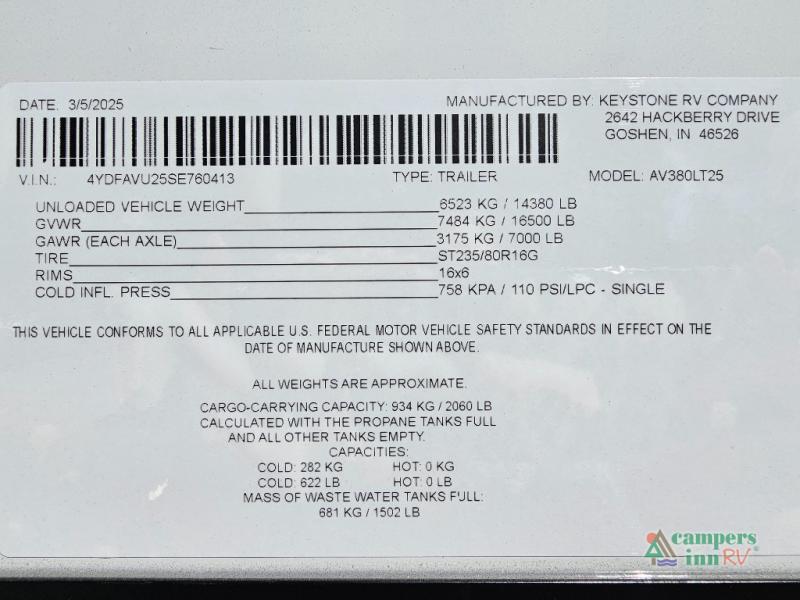 DATE. 3/5/2025
MANUFACTURED BY: KEYSTONE RV COMPANY
2642 HACKBERRY DRIVE
GOSHEN, IN 46526
V.I.N.: 4YDFAVU25SE760413 TYPE: TRAILER MODEL: AV380LT25
UNLOADED VEHICLE WEIGHT 6523 KG / 14380 LB
GVWR 7484 KG / 16500 LB
GAWR (EACH AXLE) 3175 KG / 7000 LB
TIRE ST235/80R16G
RIMS 16x6
COLD INFL. PRESS 758 KPA / 110 PSI/LPC - SINGLE
THIS VEHICLE CONFORMS TO ALL APPLICABLE U.S. FEDERAL MOTOR VEHICLE SAFETY STANDARDS IN EFFECT ON THE
DATE OF MANUFACTURE SHOWN ABOVE.
ALL WEIGHTS ARE APPROXIMATE.
CARGO-CARRYING CAPACITY: 934 KG / 2060 LB
CALCULATED WITH THE PROPANE TANKS FULL
AND ALL OTHER TANKS EMPTY.
CAPACITIES:
COLD: 282 KG HOT: 0 KG
COLD: 622 LB HOT: 0 LB
MASS OF WASTE WATER TANKS FULL:
681 KG / 1502 LB
campers
inn RV®